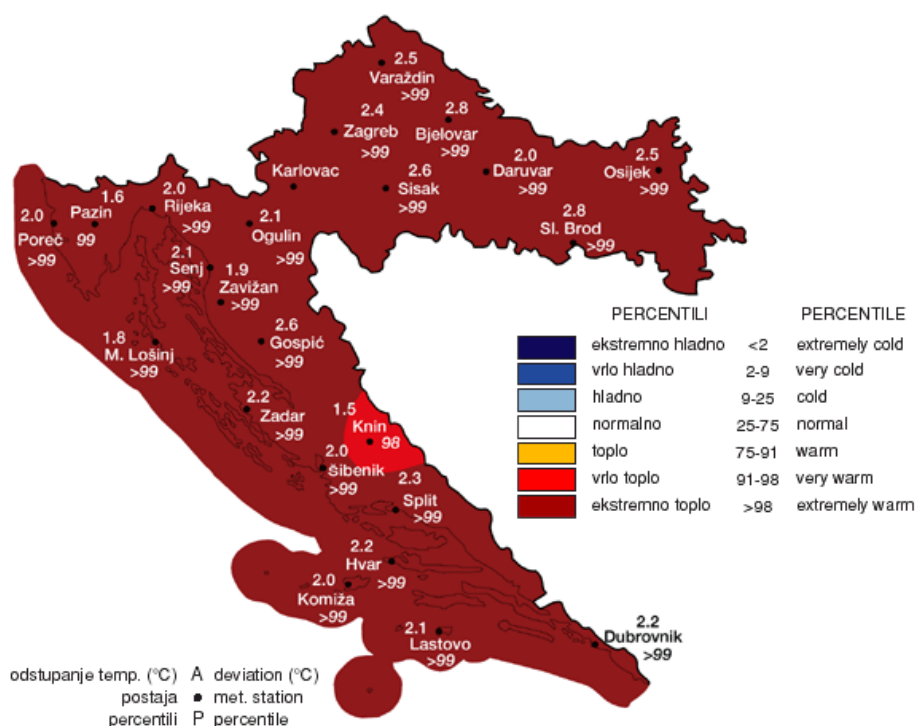 2.5
Varaždin
>99
2.4
Zagreb
>99
2.8
Bjelovar
>99
2.0
Daruvar
>99
2.5
Osijek
>99
Karlovac
2.6
Sisak
>99
2.8
Sl. Brod
>99
2.0
Poreč
>99
1.6
Pazin
99
2.0
Rijeka
>99
2.1
Ogulin
>99
2.1
Senj
>99
1.9
Zavižan
>99
1.8
M. Lošinj
>99
2.6
Gospić
>99
2.2
Zadar
>99
1.5
Knin
98
2.0
Šibenik
>99
2.3
Split
>99
2.2
Hvar
>99
2.0
Komiža
>99
2.1
Lastovo
>99
2.2
Dubrovnik
>99
PERCENTILI PERCENTILE
ekstremno hladno <2 extremely cold
vrlo hladno 2-9 very cold
hladno 9-25 cold
normalno 25-75 normal
toplo 75-91 warm
vrlo toplo 91-98 very warm
ekstremno toplo >98 extremely warm
odstupanje temp. (°C) A deviation (°C)
postaja ● met. station
percentili P percentile